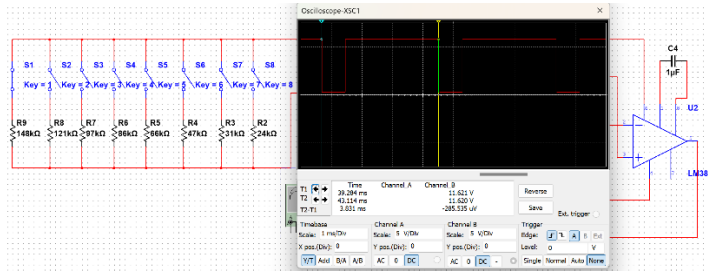 Oscilloscope-XSC1
×
C4
1µF
S1 S2 S3 S4 S5 S6 S7 S8
Key = 1 Key = 2 Key = 3 Key = 4 Key = 5 Key = 6 Key = 7 Key = 8
U2
R9 R8 R7 R6 R5 R4 R3 R2
148kΩ 121kΩ 97kΩ 86kΩ 66kΩ 47kΩ 31kΩ 24kΩ
LM38
Time Channel_A Channel_B
T1 39.284 ms 11.621 V
T2 43.114 ms 11.620 V
T2-T1 3.831 ms -285.535 uV
Reverse
Save
Ext. trigger
Timebase Channel A Channel B Trigger
Scale: 1 ms/Div Scale: 5 V/Div Scale: 5 V/Div Edge: A B Ext
X pos.(Div): 0 Y pos.(Div): 0 Y pos.(Div): 0 Level: 0 V
Y/T Add B/A A/B AC 0 DC AC 0 DC - Single Normal Auto None